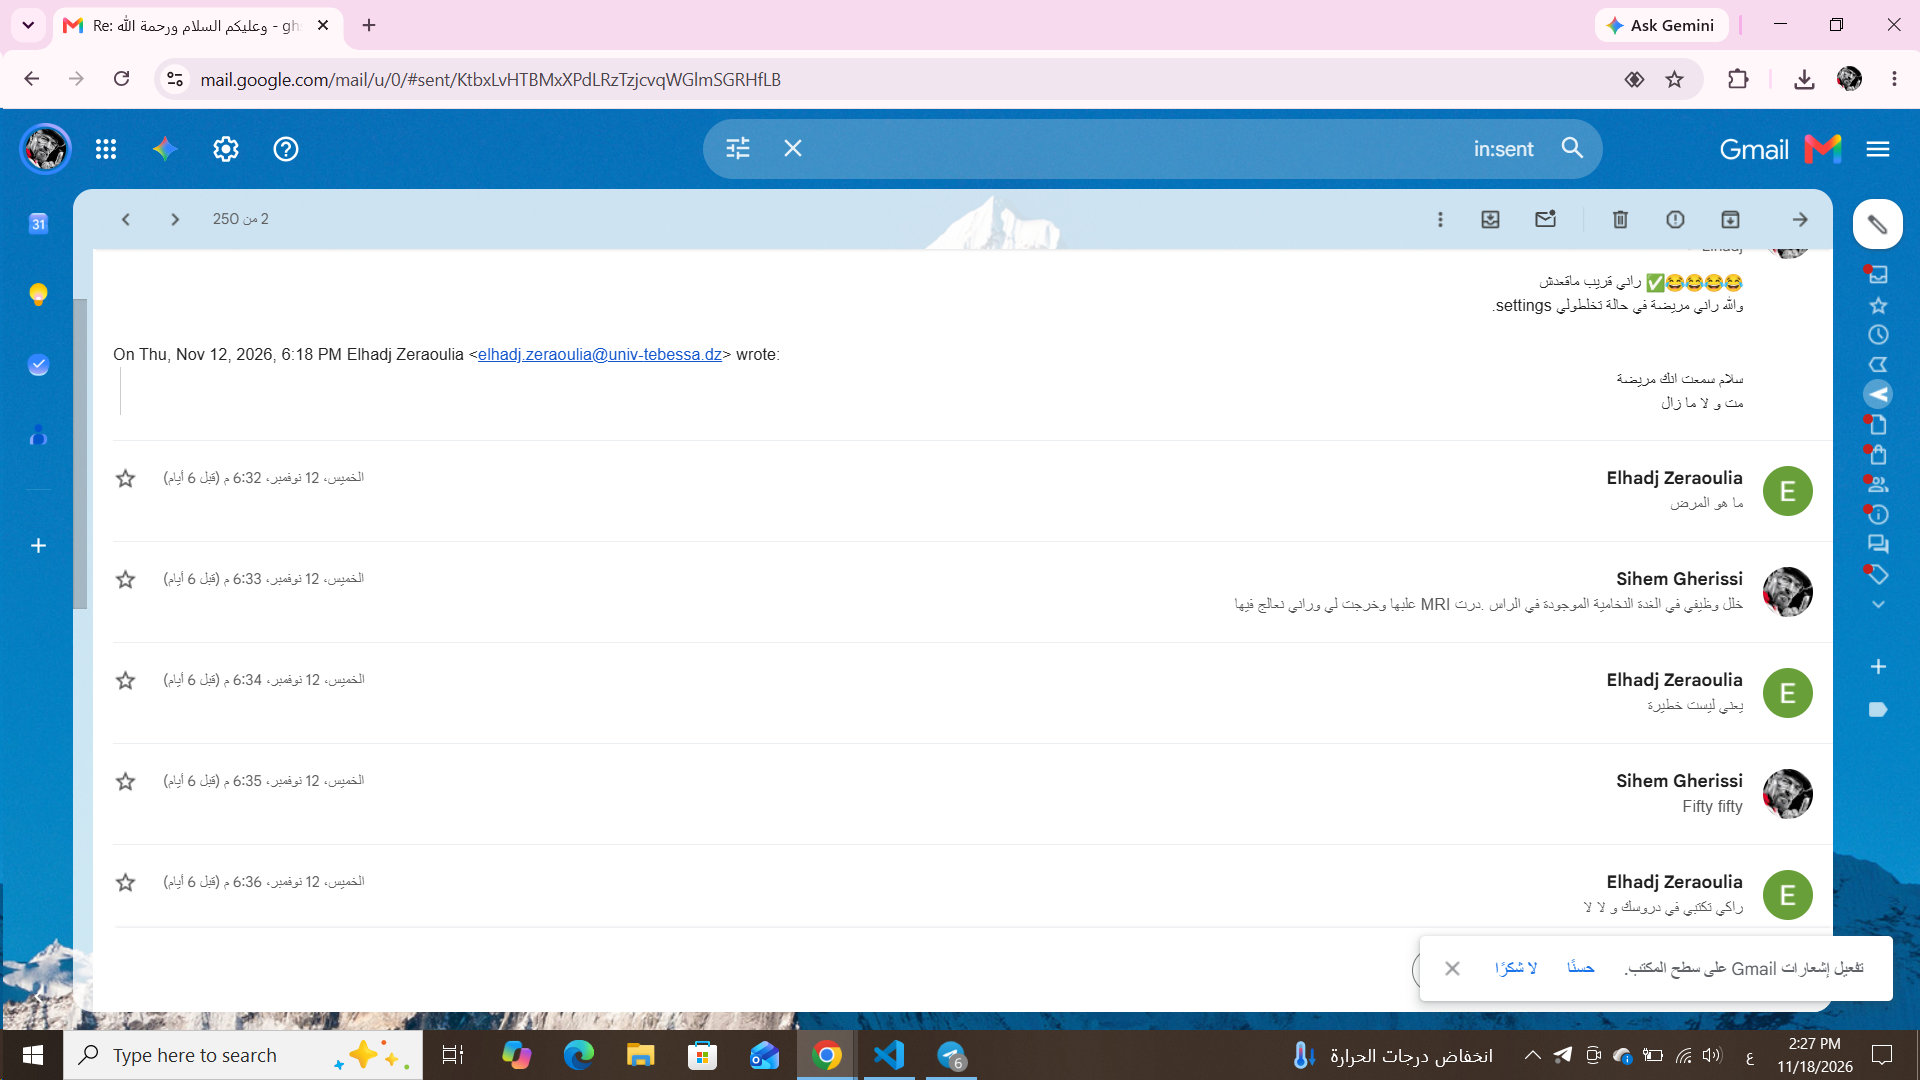 Re: وعليكم السلام ورحمة الله - gh
Ask Gemini
mail.google.com/mail/u/0/#sent/KtbxLvHTBMxXPdLRzTzjcvqWGlmSGRHfLB
in:sent
Gmail
2 من 250
31
Elhadj
😂😂😂😂✅ راني قريب ماقعدش
والله راني مريضة في حالة تخلطولي settings.
On Thu, Nov 12, 2026, 6:18 PM Elhadj Zeraoulia <elhadj.zeraoulia@univ-tebessa.dz> wrote:
سلام سمعت انك مريضة
مت و لا ما زال
Elhadj Zeraoulia
الخميس، 12 نوفمبر، 6:32 م (قبل 6 أيام)
ما هو المرض
E
Sihem Gherissi
الخميس، 12 نوفمبر، 6:33 م (قبل 6 أيام)
خلل وظيفي في الغدة النخامية الموجودة في الراس .درت MRI عليها وخرجت لي وراني نعالج فيها
Elhadj Zeraoulia
الخميس، 12 نوفمبر، 6:34 م (قبل 6 أيام)
يعني ليست خطيرة
E
Sihem Gherissi
الخميس، 12 نوفمبر، 6:35 م (قبل 6 أيام)
Fifty fifty
Elhadj Zeraoulia
الخميس، 12 نوفمبر، 6:36 م (قبل 6 أيام)
راكي تكتبي في دروسك و لا لا
E
تفعيل إشعارات Gmail على سطح المكتب. حسنًا لا شكرًا
Type here to search
6
انخفاض درجات الحرارة
ع
2:27 PM
11/18/2026